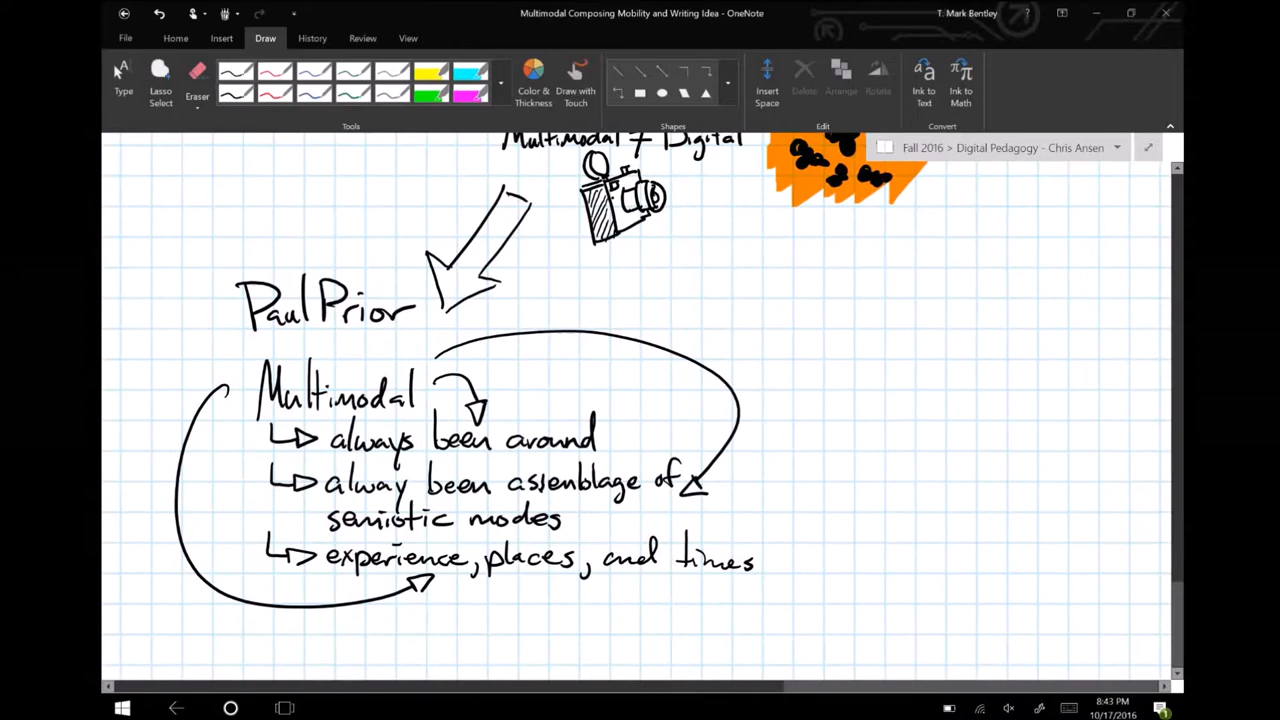 Multimodal Composing Mobility and Writing Idea - OneNote
T. Mark Bentley
?
File
Home
Insert
Draw
History
Review
View
Type
Lasso Select
Eraser
Color & Thickness
Draw with Touch
Insert Space
Delete
Arrange
Rotate
Ink to Text
Ink to Math
Tools
Shapes
Edit
Convert
Fall 2016 > Digital Pedagogy - Chris Ansen
Multimodal ≠ Digital
Paul Prior
Multimodal
always been around
alway been assemblage of
semiotic modes
experience, places, and times
8:43 PM
10/17/2016